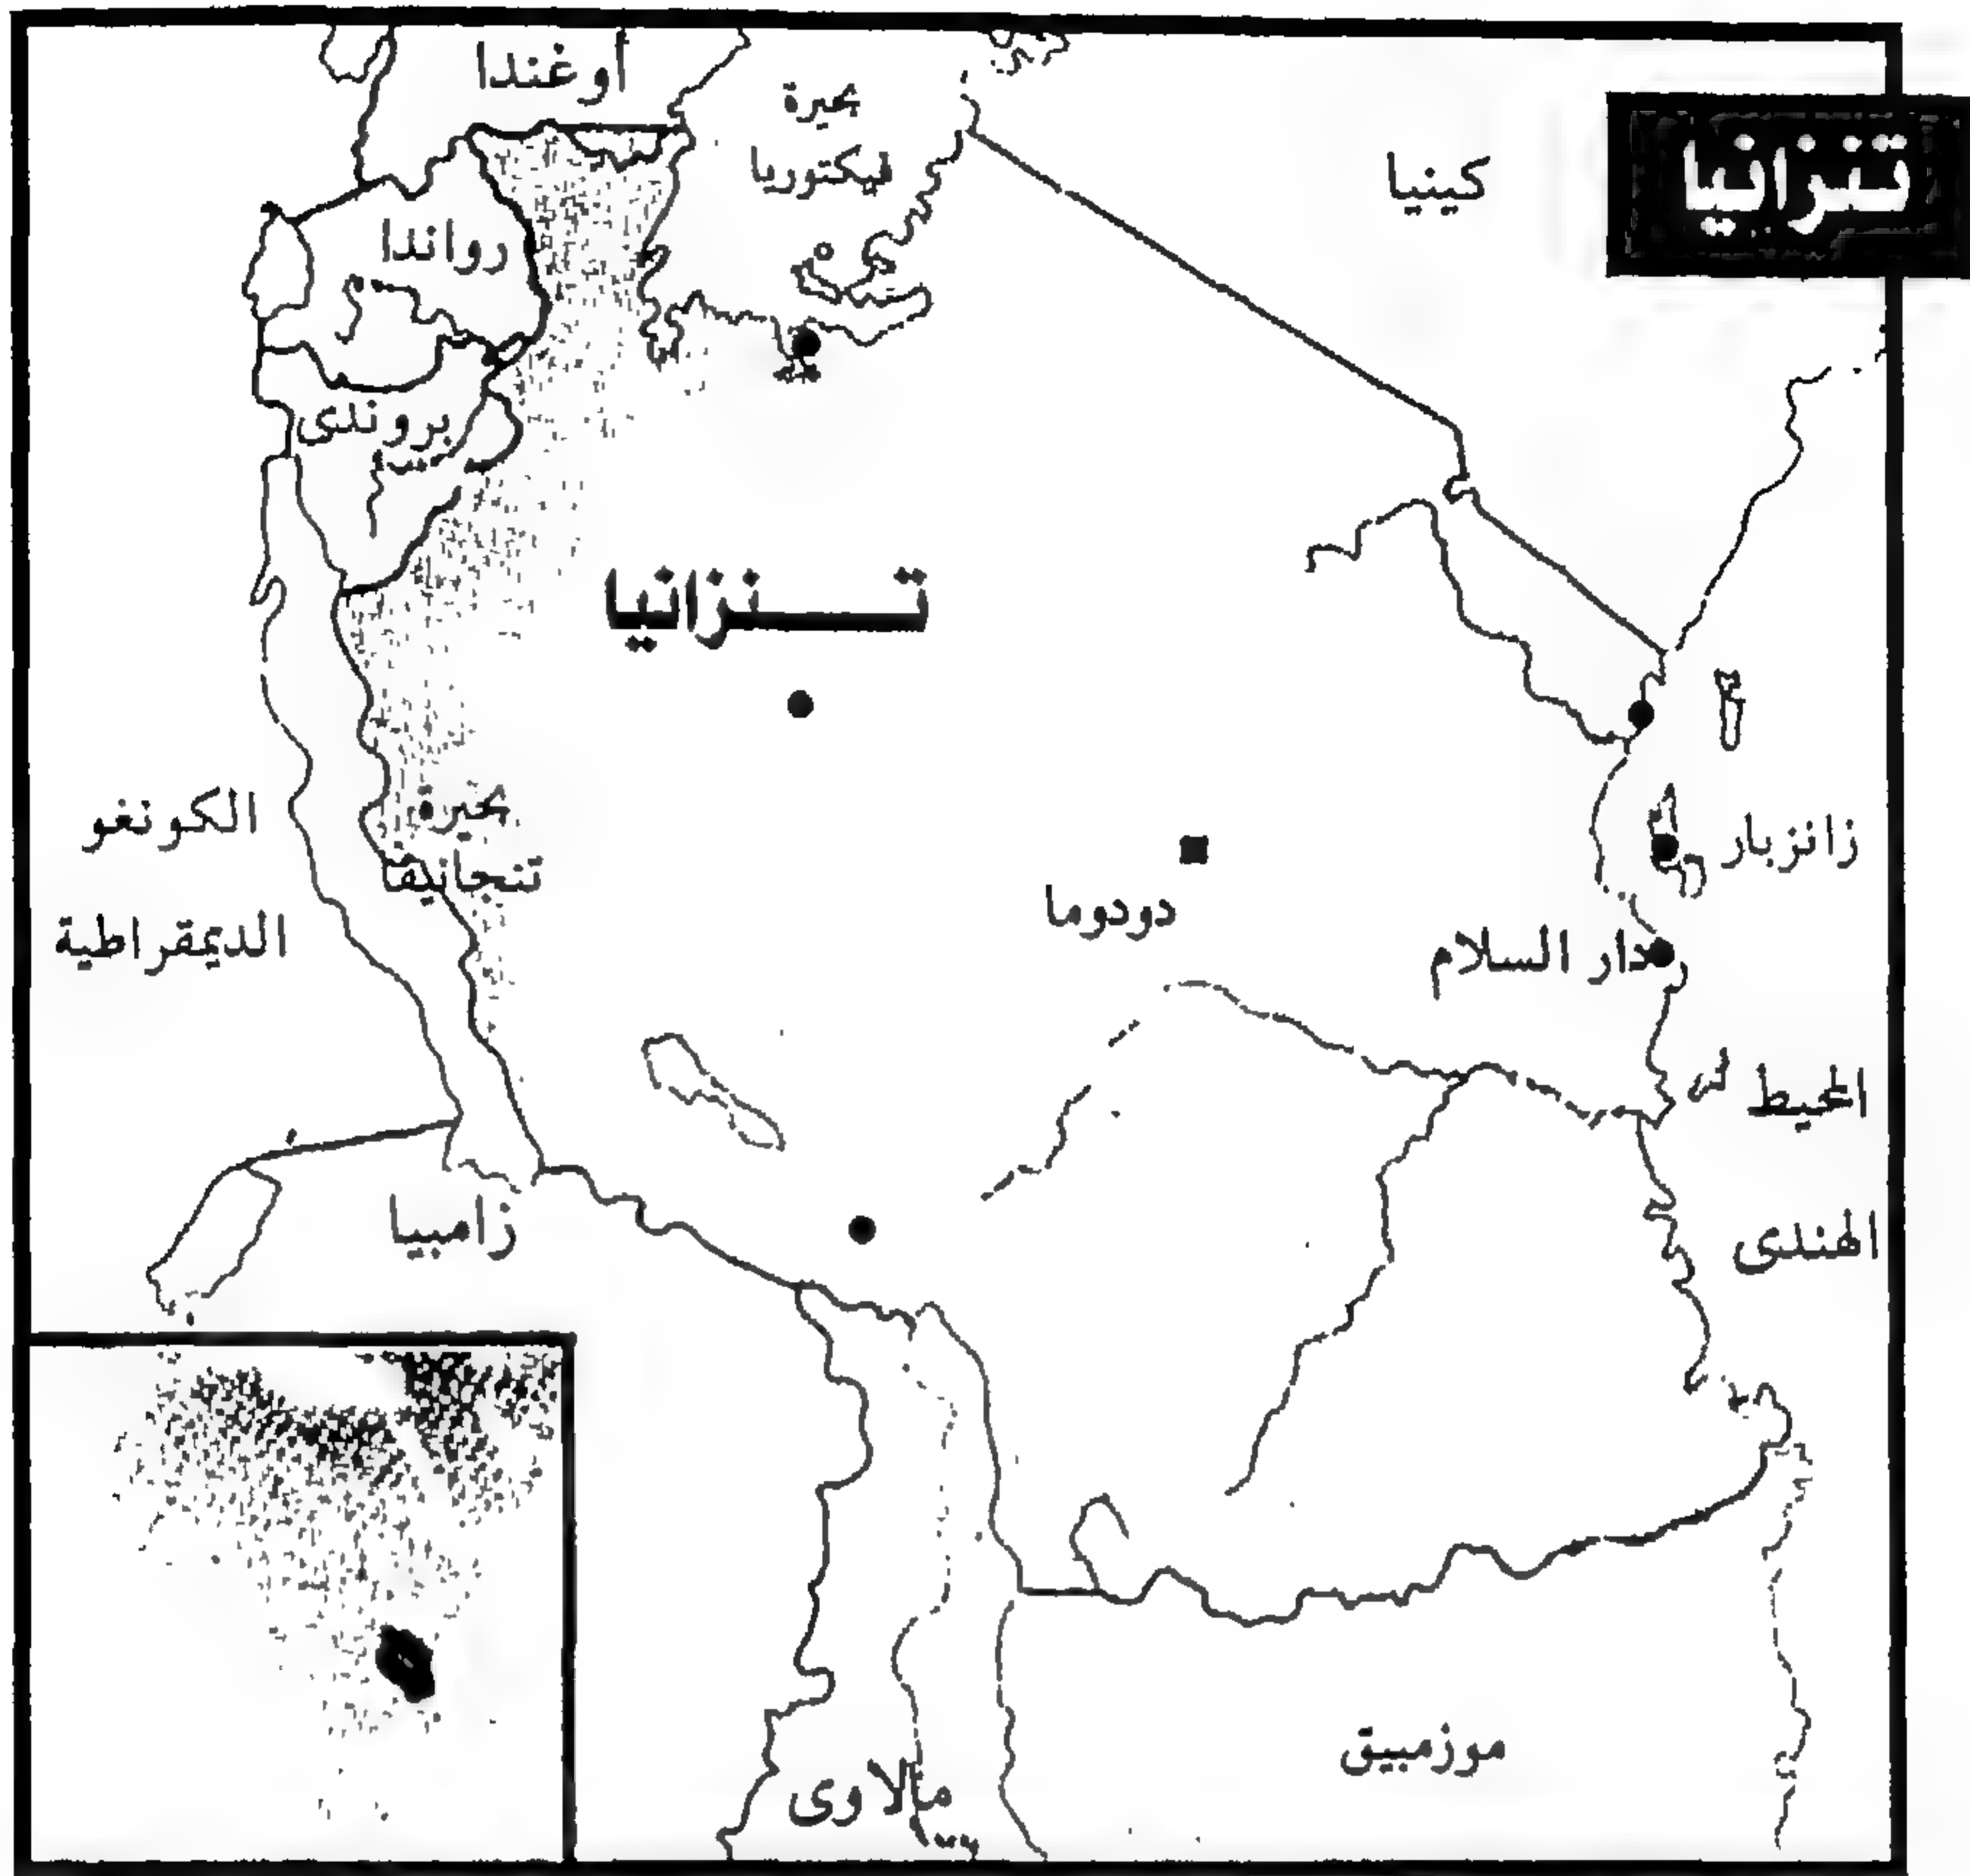 تنزانيا
أوغندا
بحيرة
فيكتوريا
كينيا
رواندا
بروندى
تـــنزانيا
بحيرة
تنجانيقا
الكونغو
الديمقراطية
زانزبار
دودوما
دار السلام
المحيط
الهندى
زامبيا
موزمبيق
مالاوى